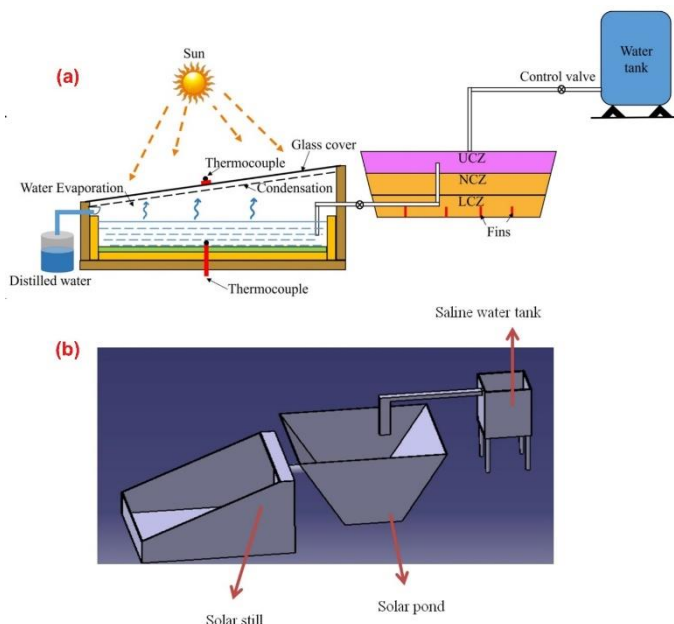 (a)
Sun
Water
tank
Control valve
Glass cover
Thermocouple
Water Evaporation
Condensation
UCZ
NCZ
LCZ
Fins
Distilled water
Thermocouple
(b)
Saline water tank
Solar still
Solar pond